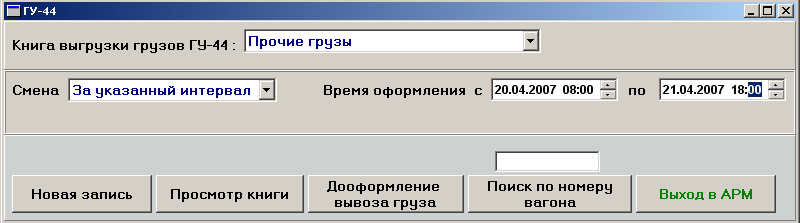 ГУ-44
Книга выгрузки грузов ГУ-44 : Прочие грузы
Смена За указанный интервал Время оформления с 20.04.2007 08:00 по 21.04.2007 18:00
Новая запись Просмотр книги Дооформление вывоза груза Поиск по номеру вагона Выход в АРМ